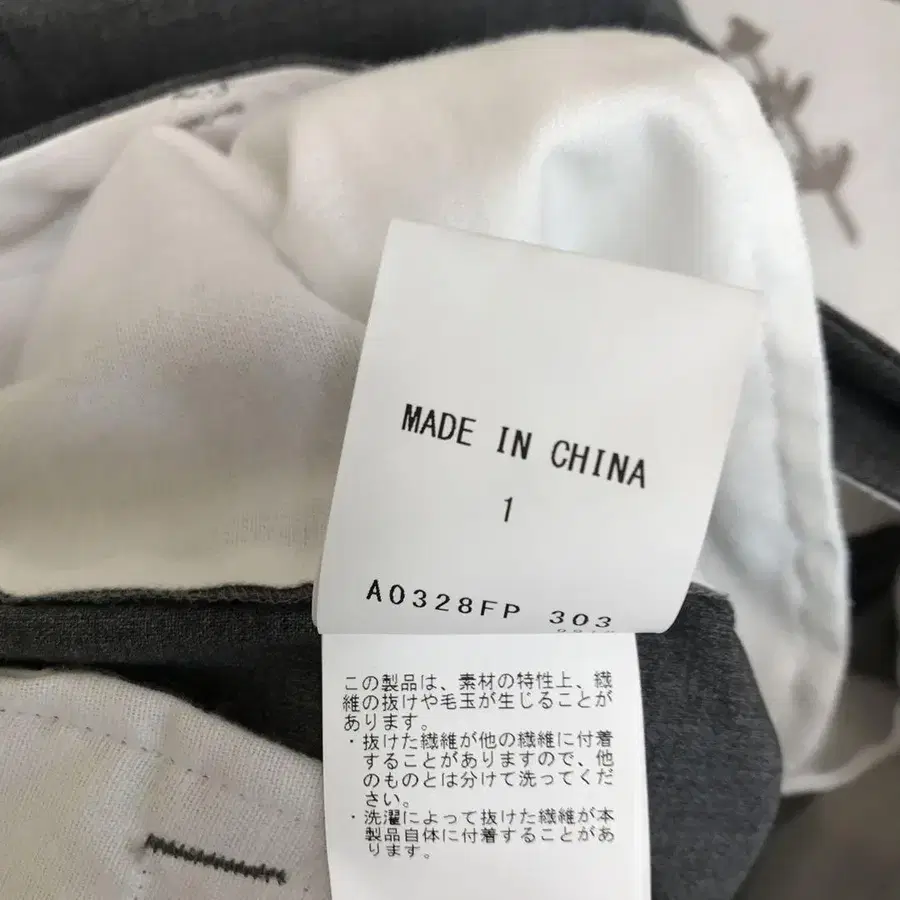 MADE IN CHINA
1
A0328FP 303
この製品は、素材の特性上、繊
維の抜けや毛玉が生じることが
あります。
・抜けた繊維が他の繊維に付着
することがありますので、他
のものとは分けて洗ってくだ
さい。
・洗濯によって抜けた繊維が本
製品自体に付着することがあ
ります。